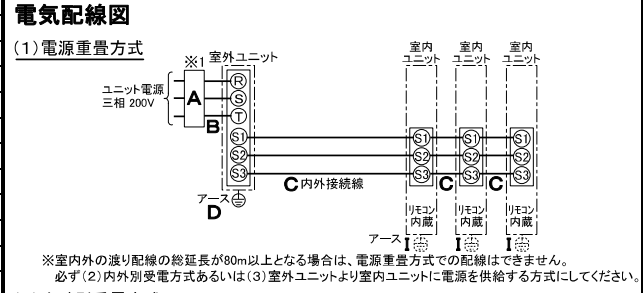 電気配線図
(1)電源重畳方式
※1
室外ユニット
室内ユニット
室内ユニット
室内ユニット
ユニット電源
三相 200V
A
B
R
S
T
S1
S2
S3
S1
S2
S3
S1
S2
S3
S1
S2
S3
C内外接続線
C
C
アース
D
リモコン内蔵
リモコン内蔵
リモコン内蔵
アース I
I
I
※室内外の渡り配線の総延長が80m以上となる場合は、電源重畳方式での配線はできません。
必ず(2)内外別受電方式あるいは(3)室外ユニットより室内ユニットに電源を供給する方式にしてください。